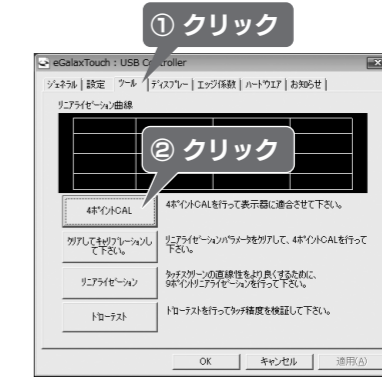 ① クリック
eGalaxTouch : USB Controller
ジェネラル
設定
ツール
ディスプレー
エッジ係数
ハードウエア
お知らせ
リニアライゼーション曲線
② クリック
4ポイントCAL
4ポイントCALを行って表示器に適合させて下さい。
クリアしてキャリブレーションし
て下さい。
リニアライゼーションパラメータをクリアして、4ポイントCALを行って
下さい。
リニアライゼーション
タッチスクリーンの直線性をより良くするために、
9ポイントリニアライゼーションを行って下さい。
ドローテスト
ドローテストを行ってタッチ精度を検証して下さい。
OK
キャンセル
適用(A)